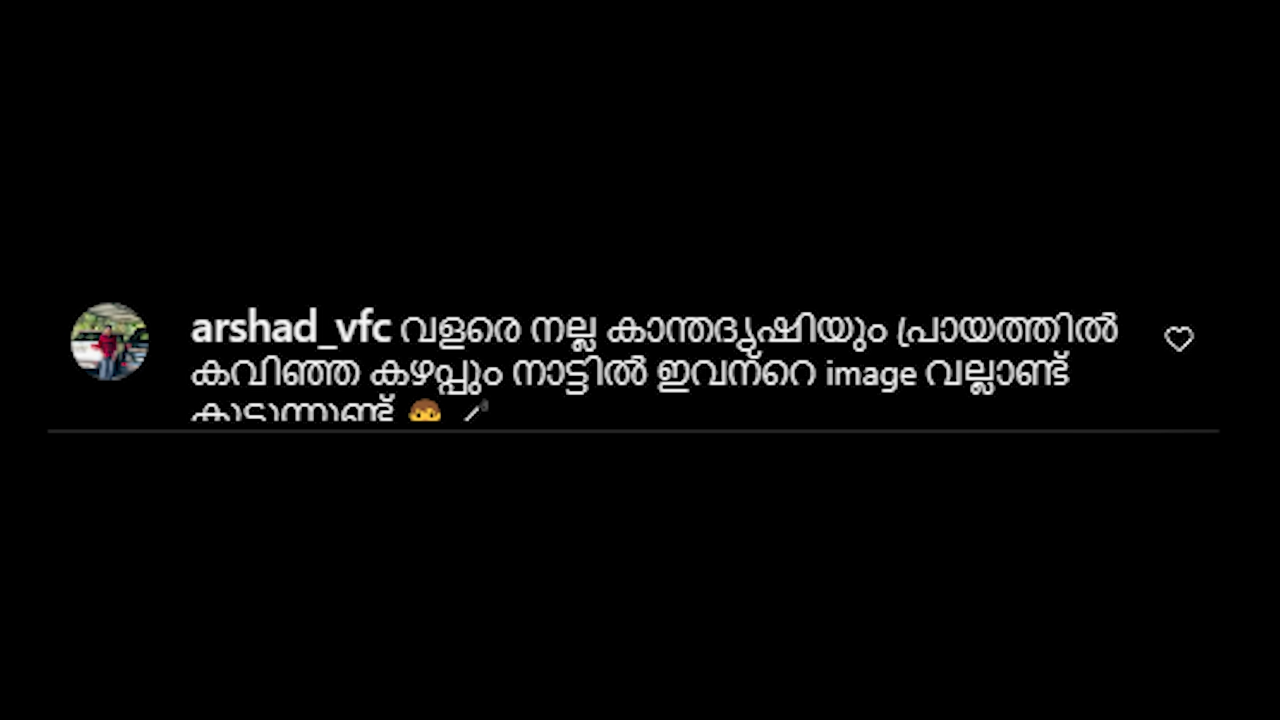 arshad_vfc വളരെ നല്ല കാന്തദൃഷിയും പ്രായത്തിൽ
കവിഞ്ഞ കഴപ്പും നാട്ടിൽ ഇവന്റെ image വല്ലാണ്ട്
കൂടുന്നുണ്ട്